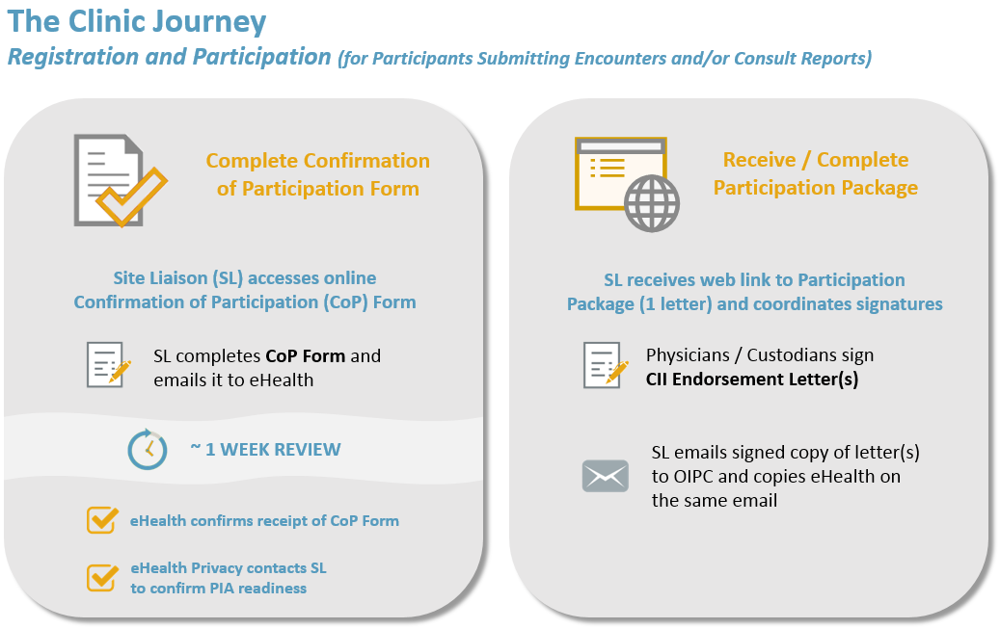 The Clinic Journey
Registration and Participation (for Participants Submitting Encounters and/or Consult Reports)
Complete Confirmation
of Participation Form
Site Liaison (SL) accesses online
Confirmation of Participation (CoP) Form
SL completes CoP Form and
emails it to eHealth
~ 1 WEEK REVIEW
eHealth confirms receipt of CoP Form
eHealth Privacy contacts SL
to confirm PIA readiness
Receive / Complete
Participation Package
SL receives web link to Participation
Package (1 letter) and coordinates signatures
Physicians / Custodians sign
CII Endorsement Letter(s)
SL emails signed copy of letter(s)
to OIPC and copies eHealth on
the same email